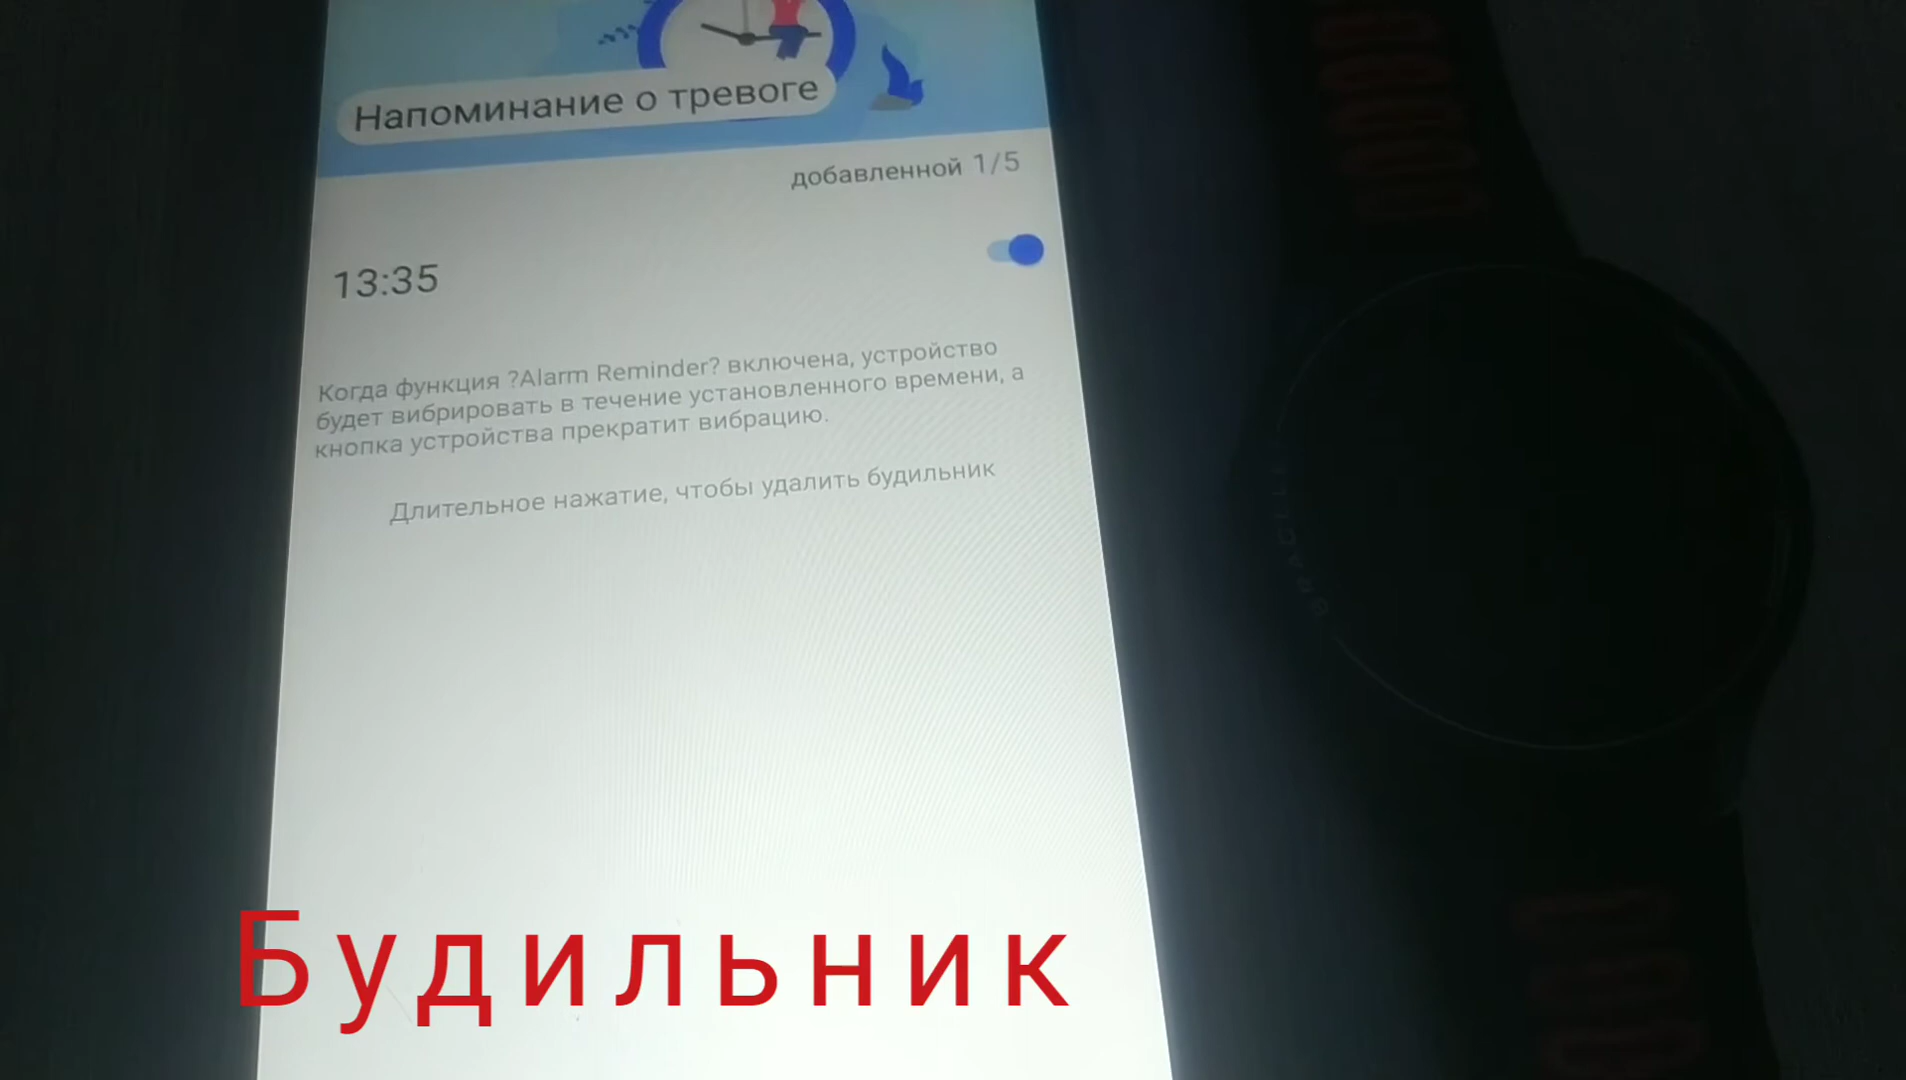 Напоминание о тревоге
добавленной 1/5
13:35
Когда функция ?Alarm Reminder? включена, устройство
будет вибрировать в течение установленного времени, а
кнопка устройства прекратит вибрацию.
Длительное нажатие, чтобы удалить будильник
Будильник